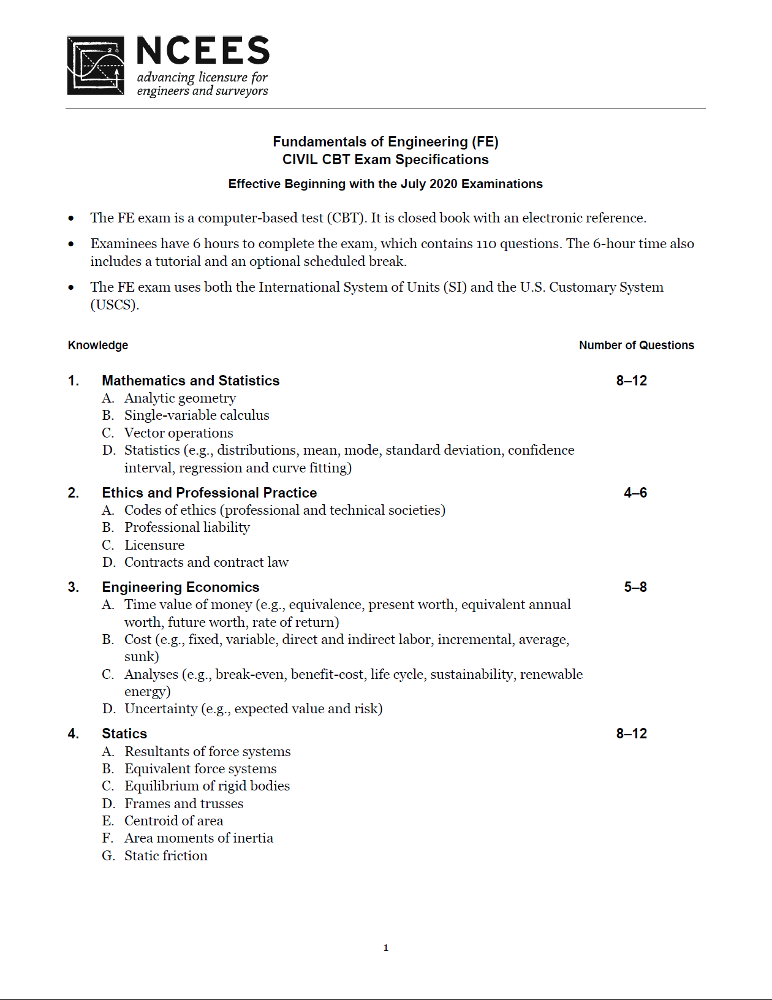 NCEES
advancing licensure for
engineers and surveyors
Fundamentals of Engineering (FE)
CIVIL CBT Exam Specifications
Effective Beginning with the July 2020 Examinations
• The FE exam is a computer-based test (CBT). It is closed book with an electronic reference.
• Examinees have 6 hours to complete the exam, which contains 110 questions. The 6-hour time also
includes a tutorial and an optional scheduled break.
• The FE exam uses both the International System of Units (SI) and the U.S. Customary System
(USCS).
Knowledge Number of Questions
1. Mathematics and Statistics 8–12
A. Analytic geometry
B. Single-variable calculus
C. Vector operations
D. Statistics (e.g., distributions, mean, mode, standard deviation, confidence
interval, regression and curve fitting)
2. Ethics and Professional Practice 4–6
A. Codes of ethics (professional and technical societies)
B. Professional liability
C. Licensure
D. Contracts and contract law
3. Engineering Economics 5–8
A. Time value of money (e.g., equivalence, present worth, equivalent annual
worth, future worth, rate of return)
B. Cost (e.g., fixed, variable, direct and indirect labor, incremental, average,
sunk)
C. Analyses (e.g., break-even, benefit-cost, life cycle, sustainability, renewable
energy)
D. Uncertainty (e.g., expected value and risk)
4. Statics 8–12
A. Resultants of force systems
B. Equivalent force systems
C. Equilibrium of rigid bodies
D. Frames and trusses
E. Centroid of area
F. Area moments of inertia
G. Static friction
1